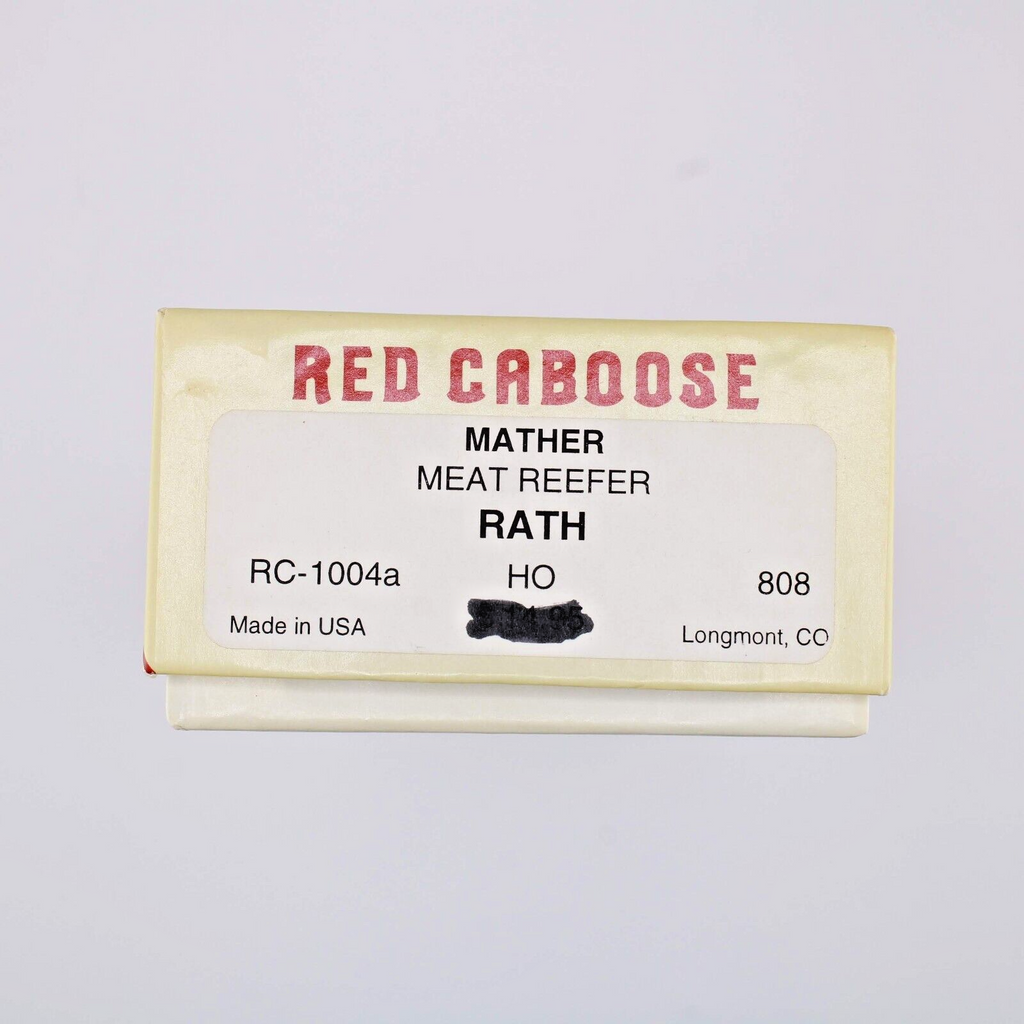 RED CABOOSE
MATHER
MEAT REEFER
RATH
RC-1004a HO 808
Made in USA Longmont, CO